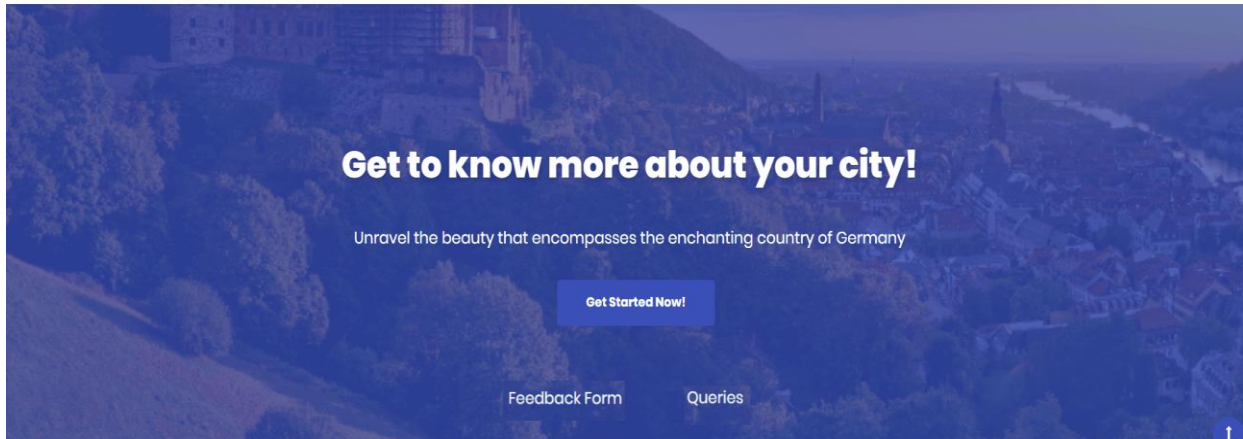 Get to know more about your city!
Unravel the beauty that encompasses the enchanting country of Germany
Get Started Now!
Feedback Form Queries